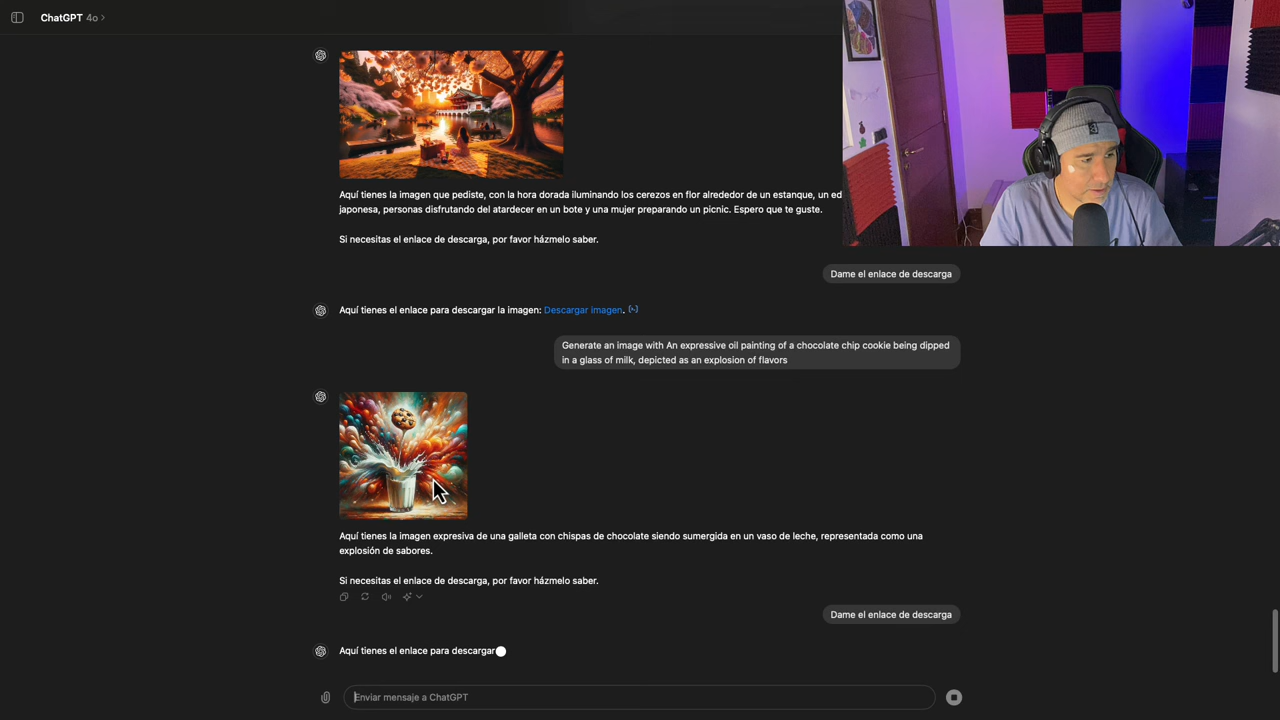 ChatGPT 4o >
Aquí tienes la imagen que pediste, con la hora dorada iluminando los cerezos en flor alrededor de un estanque, un ed
japonesa, personas disfrutando del atardecer en un bote y una mujer preparando un picnic. Espero que te guste.
Si necesitas el enlace de descarga, por favor házmelo saber.
Dame el enlace de descarga
Aquí tienes el enlace para descargar la imagen: Descargar imagen. [>-]
Generate an image with An expressive oil painting of a chocolate chip cookie being dipped
in a glass of milk, depicted as an explosion of flavors
Aquí tienes la imagen expresiva de una galleta con chispas de chocolate siendo sumergida en un vaso de leche, representada como una
explosión de sabores.
Si necesitas el enlace de descarga, por favor házmelo saber.
Dame el enlace de descarga
Aquí tienes el enlace para descargar
Enviar mensaje a ChatGPT